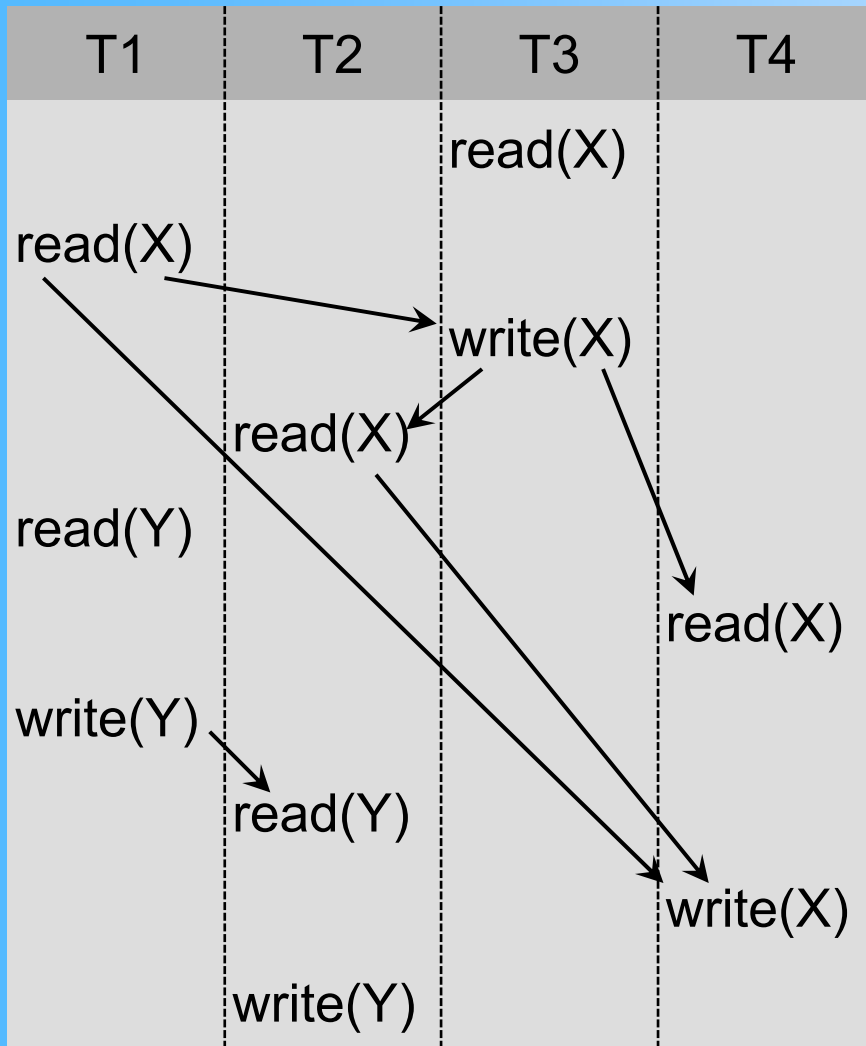 T1 T2 T3 T4
read(X)
read(X)
write(X)
read(X)
read(Y)
read(X)
write(Y)
read(Y)
write(X)
write(Y)